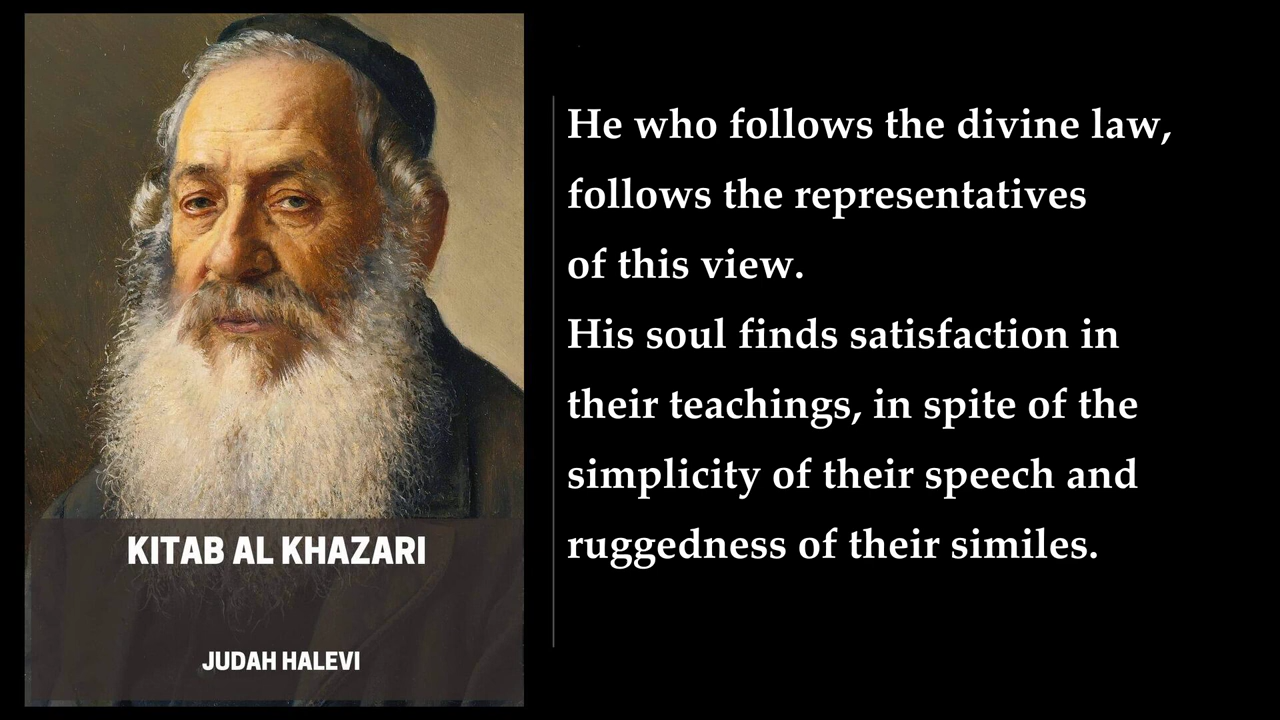 KITAB AL KHAZARI
JUDAH HALEVI
He who follows the divine law,
follows the representatives
of this view.
His soul finds satisfaction in
their teachings, in spite of the
simplicity of their speech and
ruggedness of their similes.